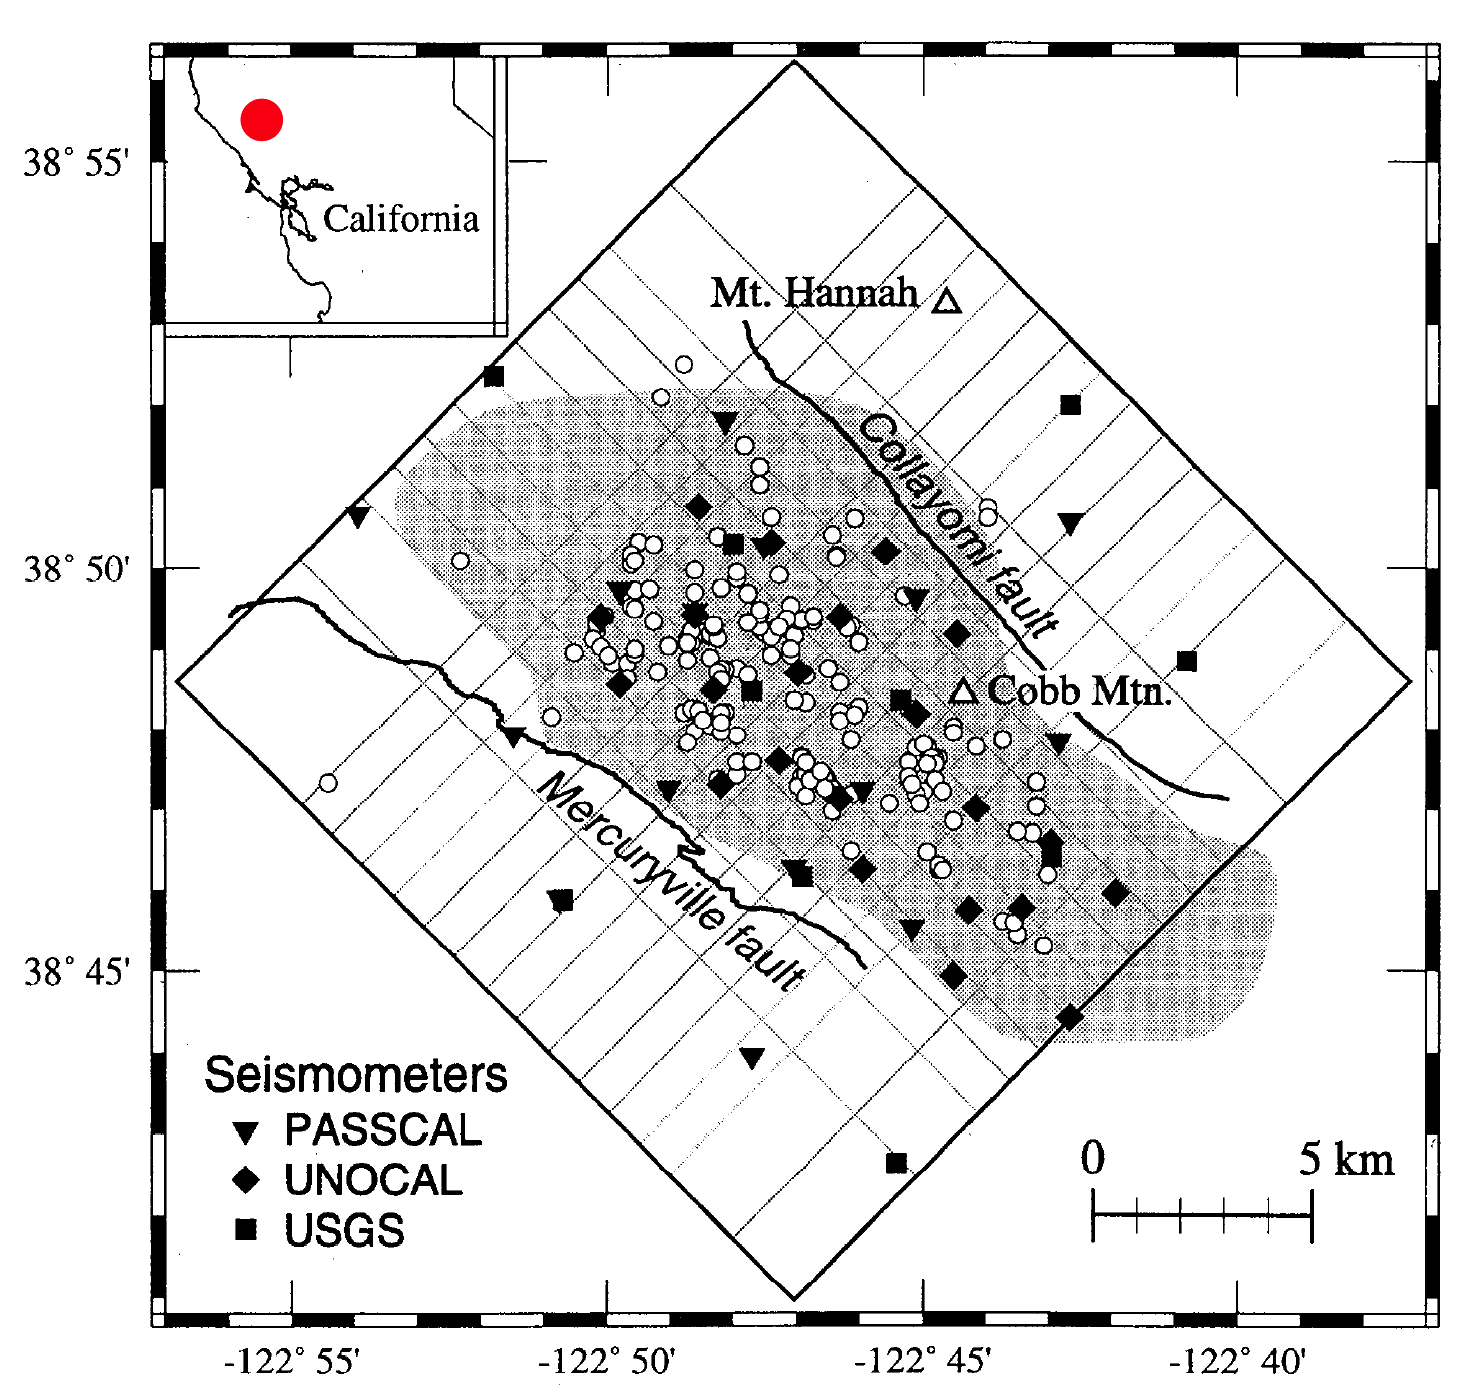 38° 55'
California
Mt. Hannah
Collayomi fault
38° 50'
Cobb Mtn.
Mercuryville fault
38° 45'
Seismometers
PASSCAL
UNOCAL
USGS
0 5 km
-122° 55' -122° 50' -122° 45' -122° 40'